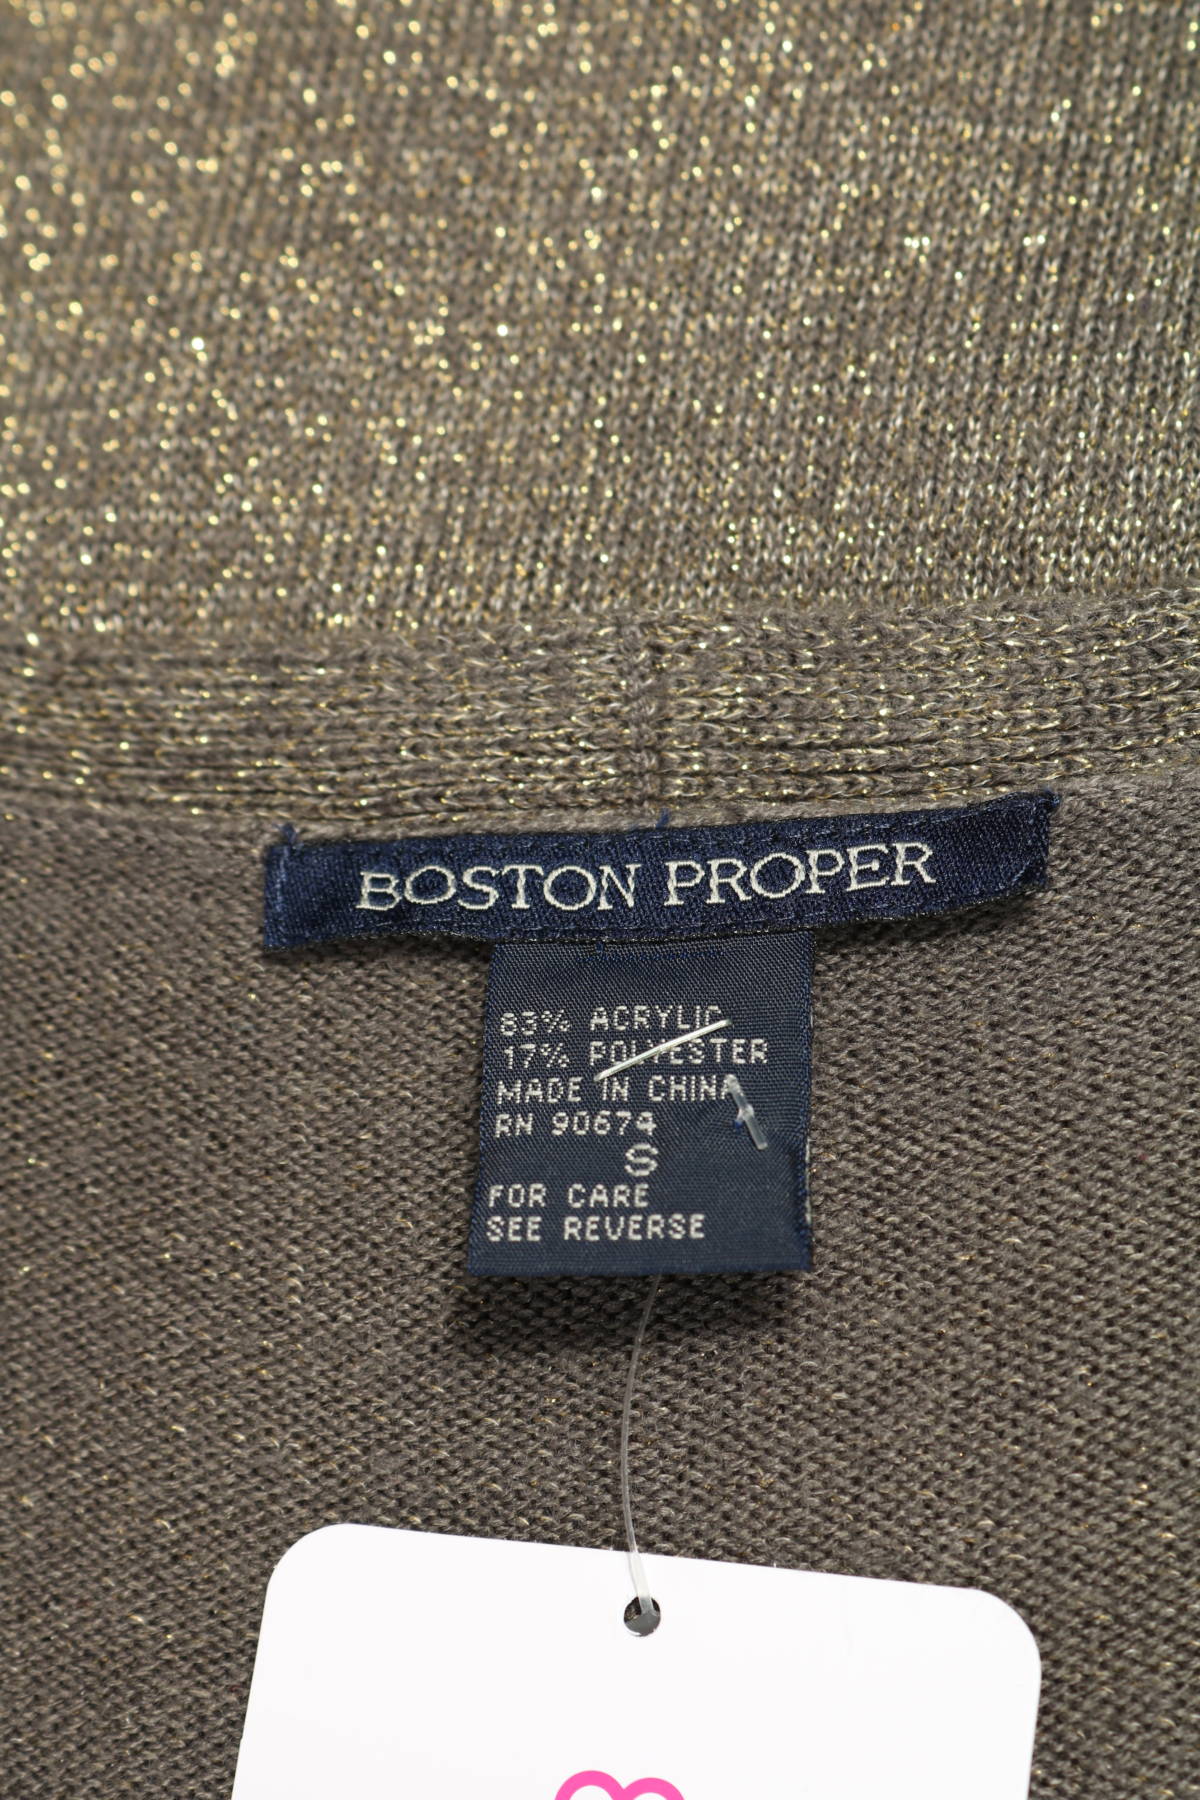 BOSTON PROPER
83% ACRYLIC
17% POLYESTER
MADE IN CHINA
RN 90674
S
FOR CARE
SEE REVERSE